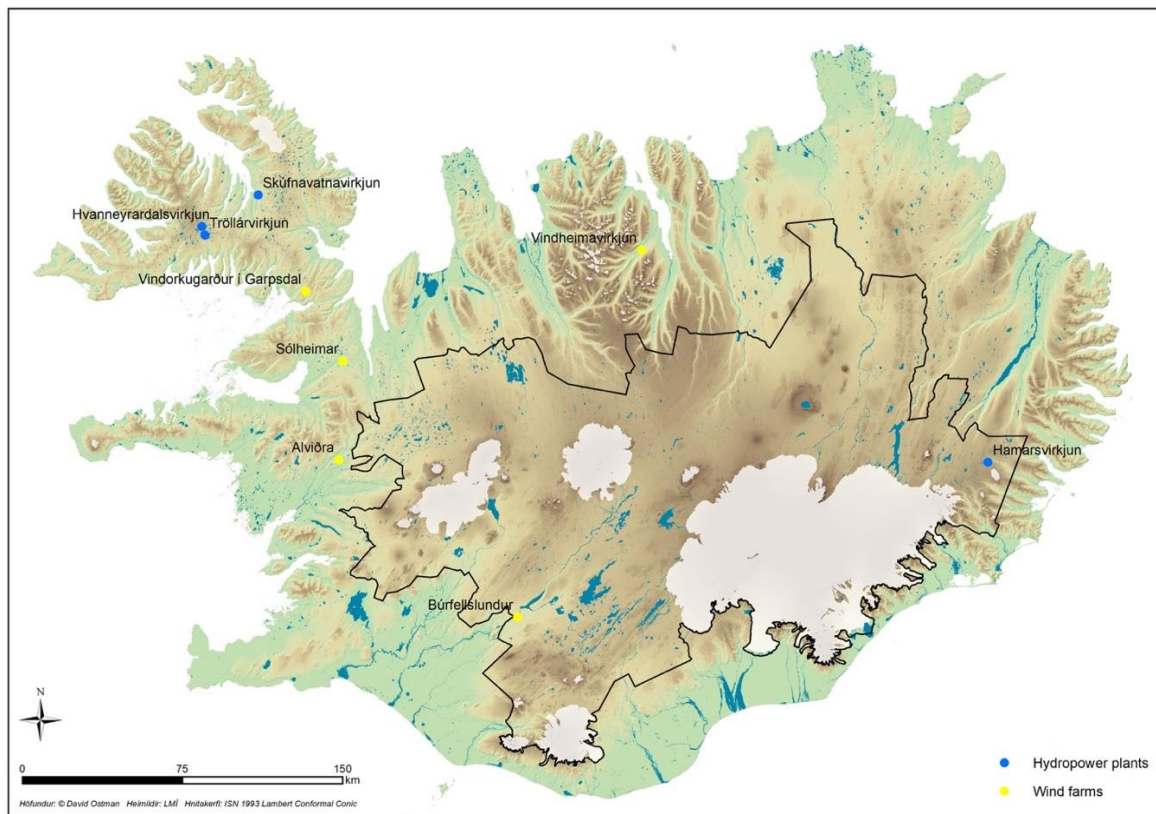 Skúfnavatnavirkjun
Hvanneyrardalsvirkjun
Tröllárvirkjun
Vindheimavirkjun
Vindorkugarður í Garpsdal
Sólheimar
Alviðra
Hamarsvirkjun
Búrfellslundur
N
0 75 150
km
Hydropower plants
Wind farms
Höfundur: © David Ostman Heimildir: LMÍ Hnitakerfi: ISN 1993 Lambert Conformal Conic